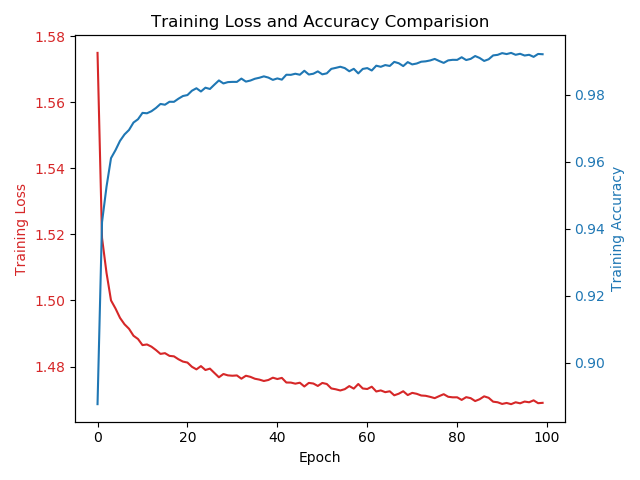 Training Loss and Accuracy Comparision
1.58
1.56
1.54
1.52
1.50
1.48
Training Loss
0.98
0.96
0.94
0.92
0.90
Training Accuracy
0 20 40 60 80 100
Epoch